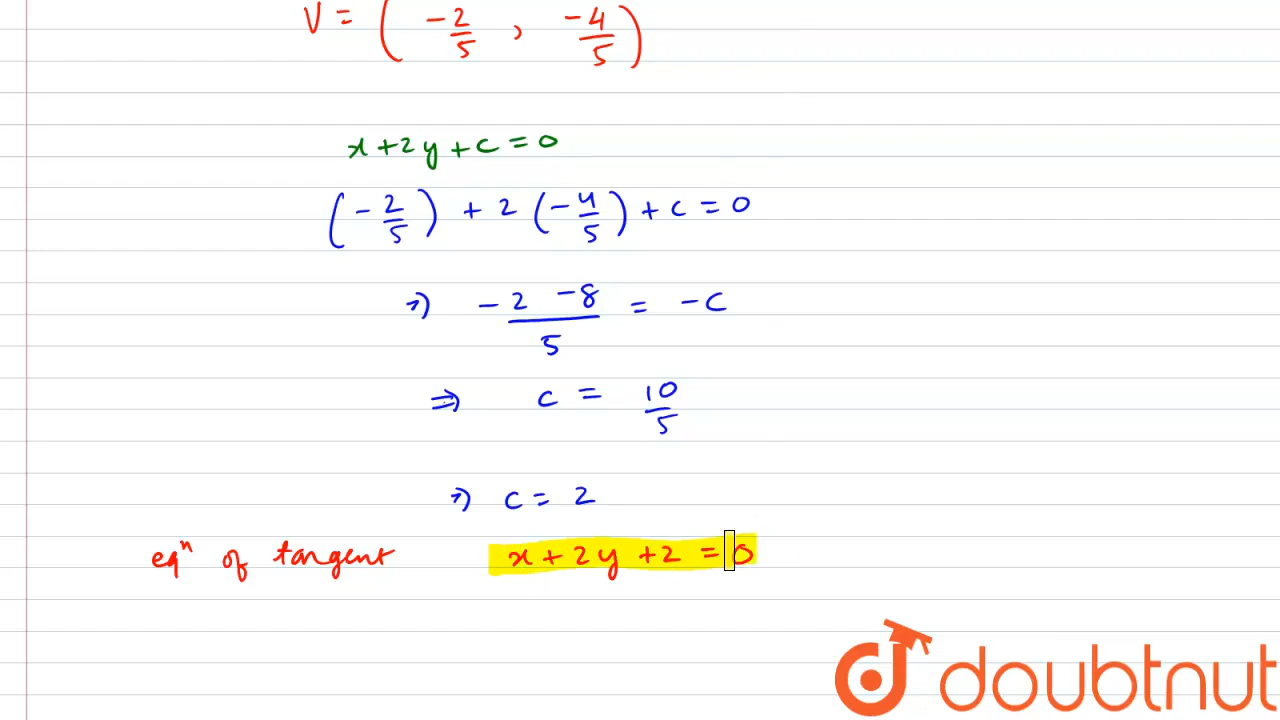 V = ( -2/5 , -4/5 )
x + 2y + c = 0
( -2/5 ) + 2 ( -4/5 ) + c = 0
⇒ -2 -8 / 5 = -c
⇒ c = 10/5
⇒ c = 2
eqⁿ of tangent x + 2y + 2 = 0
doubtnut